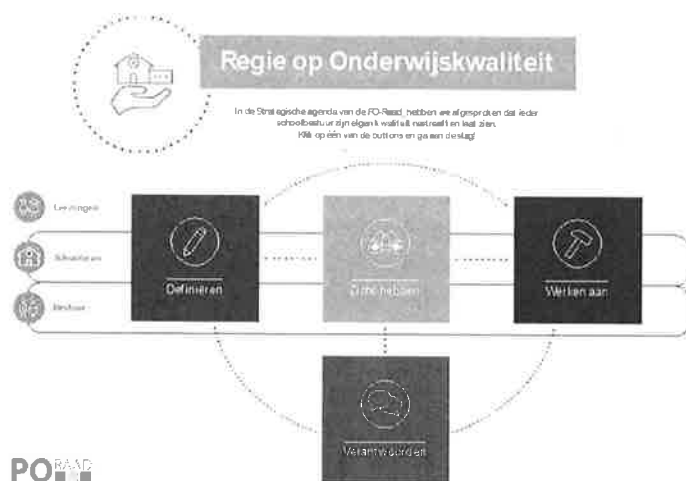 Regie op Onderwijskwaliteit
In de Strategische agenda van de PO-Raad, hebben we afgesproken dat ieder
schoolbestuur zijn eigen kwaliteit nastreeft en laat zien.
Klik op één van de buttons en ga aan de slag!
Leerlingen
Definiëren
Zicht hebben
Werken aan
Bestuur
Verantwoorden
PO RAAD